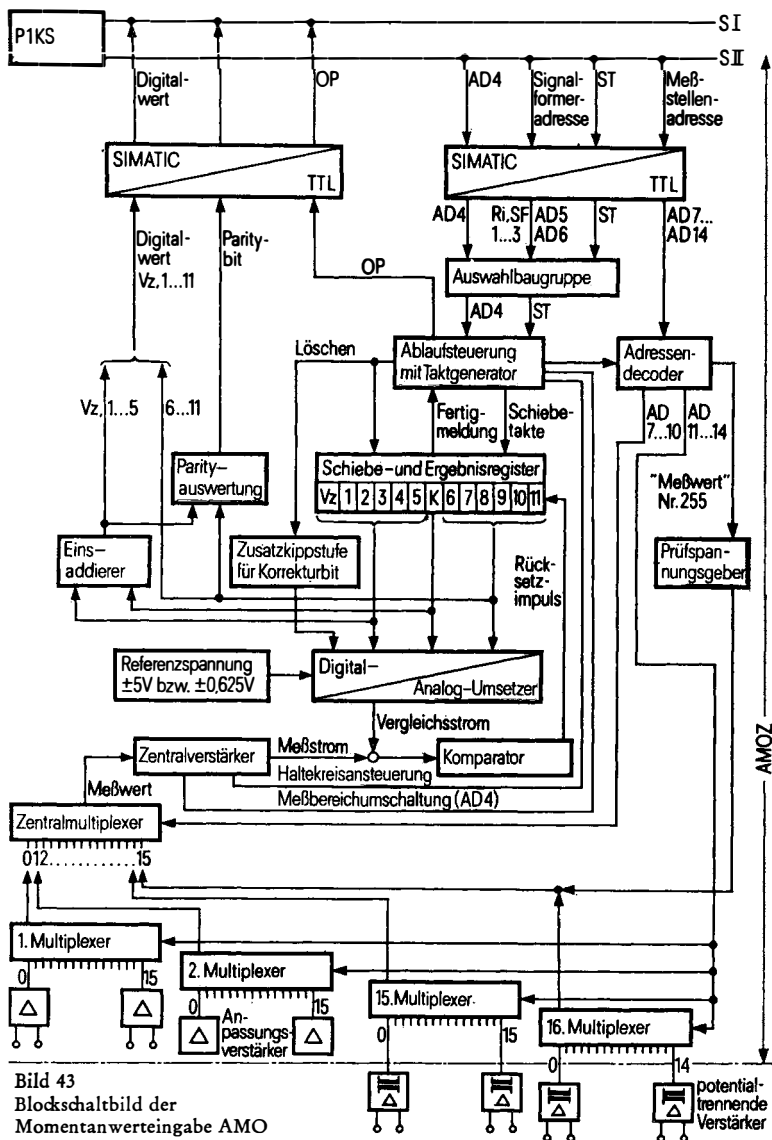 P1KS
SI
SII
Digital-
wert
OP
AD4
Signal-
former-
adresse
ST
Meß-
stellen-
adresse
SIMATIC
TTL
SIMATIC
TTL
Digital-
wert
Vz,1...11
Parity-
bit
OP
AD4
Ri,SF
1...3
AD5
AD6
ST
AD7...
AD14
Auswahlbaugruppe
AD4
ST
Löschen
Ablaufsteuerung
mit Taktgenerator
Adressen-
decoder
Vz,1...5
6...11
Fertig-
meldung
Schiebe-
takte
AD
7...10
AD
11...14
Parity-
auswertung
Schiebe-und Ergebnisregister
Vz 1 2 3 4 5 K 6 7 8 9 10 11
"Meßwert"
Nr.255
Eins-
addierer
Zusatzkippstufe
für Korrekturbit
Rück-
setz-
impuls
Prüfspan-
nungsgeber
Referenzspannung
±5V bzw. ±0,625V
Digital-
Analog-Umsetzer
Vergleichsstrom
Zentralverstärker
Meßstrom
Komparator
Haltekreisansteuerung
Meßbereichumschaltung (AD4)
Meßwert
Zentralmultiplexer
012..................15
AMOZ
1. Multiplexer
0
15
2. Multiplexer
0
15
An-
passungs-
verstärker
15.Multiplexer
0
15
16. Multiplexer
0
14
potential-
trennende
Verstärker
Bild 43
Blockschaltbild der
Momentanwerteingabe AMO